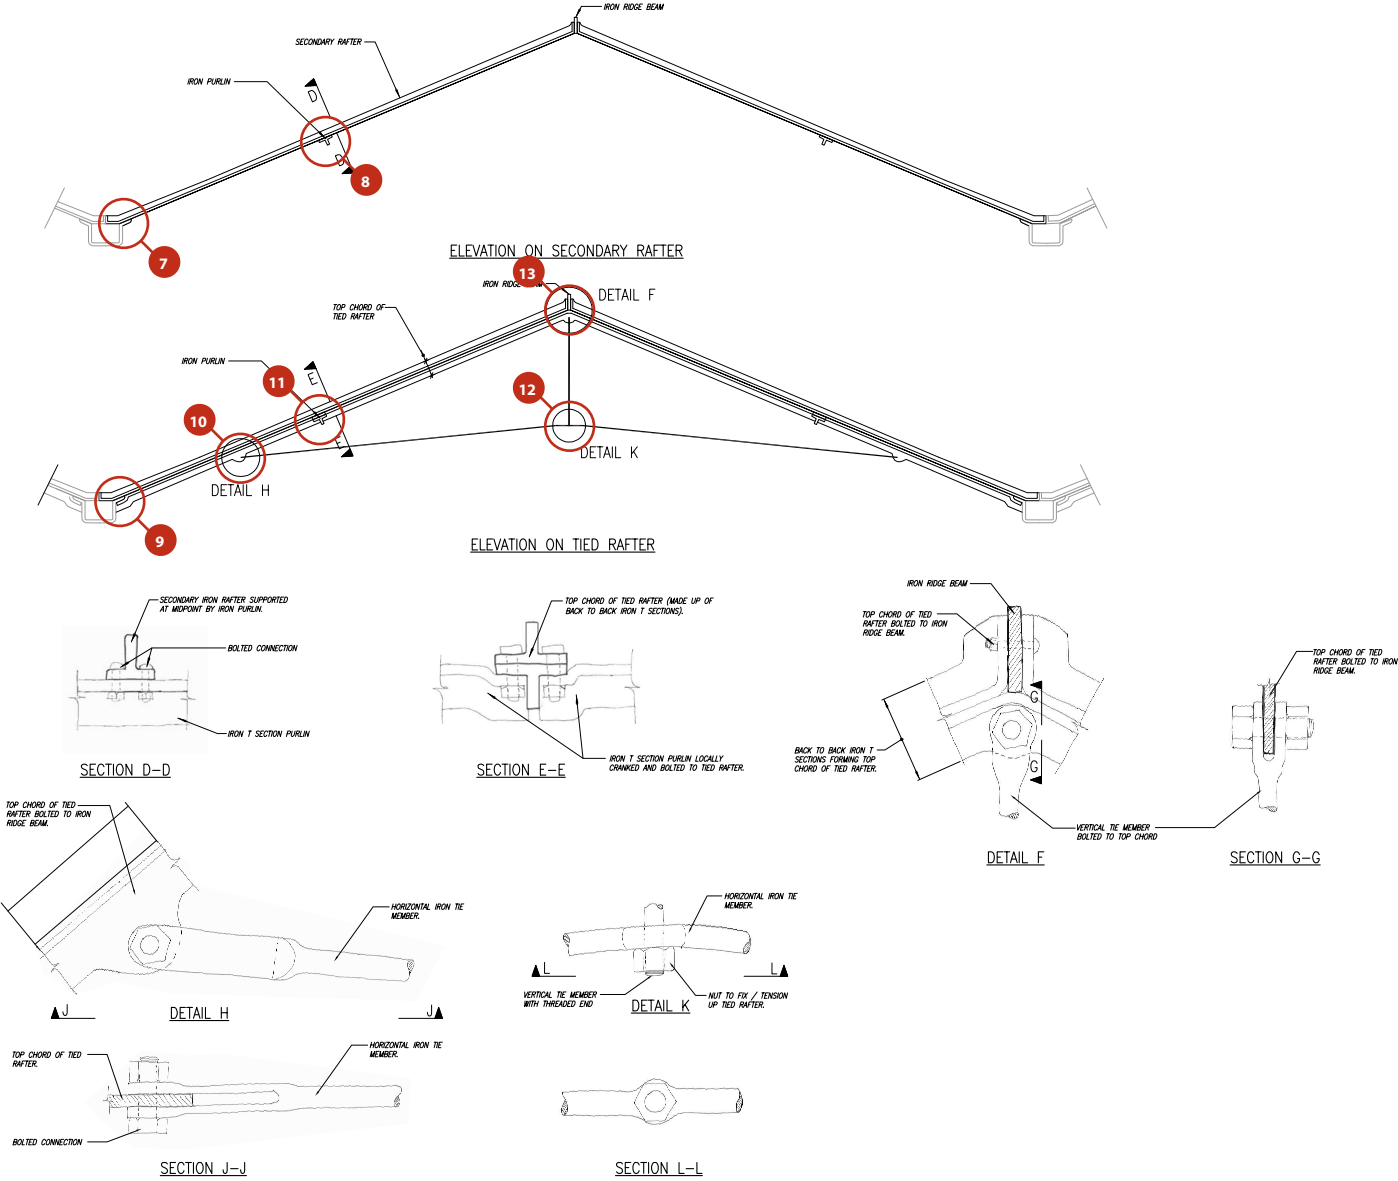 IRON RIDGE BEAM
SECONDARY RAFTER
IRON PURLIN
D
D
8
7
ELEVATION ON SECONDARY RAFTER
13
IRON RIDGE
DETAIL F
TOP CHORD OF
TIED RAFTER
IRON PURLIN
E
11
12
10
E
DETAIL K
DETAIL H
9
ELEVATION ON TIED RAFTER
SECONDARY IRON RAFTER SUPPORTED
AT MIDPOINT BY IRON PURLIN.
BOLTED CONNECTION
IRON T SECTION PURLIN
SECTION D-D
TOP CHORD OF TIED RAFTER (MADE UP OF
BACK TO BACK IRON T SECTIONS).
IRON T SECTION PURLIN LOCALLY
CRANKED AND BOLTED TO TIED RAFTER.
SECTION E-E
IRON RIDGE BEAM
TOP CHORD OF TIED
RAFTER BOLTED TO IRON
RIDGE BEAM.
G
G
BACK TO BACK IRON T
SECTIONS FORMING TOP
CHORD OF TIED RAFTER.
VERTICAL TIE MEMBER
BOLTED TO TOP CHORD
DETAIL F
TOP CHORD OF TIED
RAFTER BOLTED TO IRON
RIDGE BEAM.
SECTION G-G
TOP CHORD OF TIED
RAFTER BOLTED TO IRON
RIDGE BEAM.
HORIZONTAL IRON TIE
MEMBER.
J
DETAIL H
J
HORIZONTAL IRON TIE
MEMBER.
L
L
VERTICAL TIE MEMBER
WITH THREADED END
DETAIL K
NUT TO FIX / TENSION
UP TIED RAFTER.
TOP CHORD OF TIED
RAFTER.
HORIZONTAL IRON TIE
MEMBER.
BOLTED CONNECTION
SECTION J-J
SECTION L-L